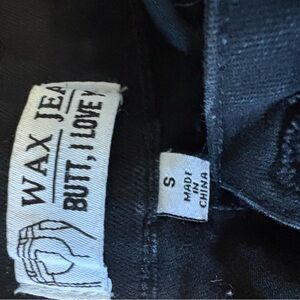 WAX JEA
BUTT, I LOVE
S
MADE
IN
CHINA